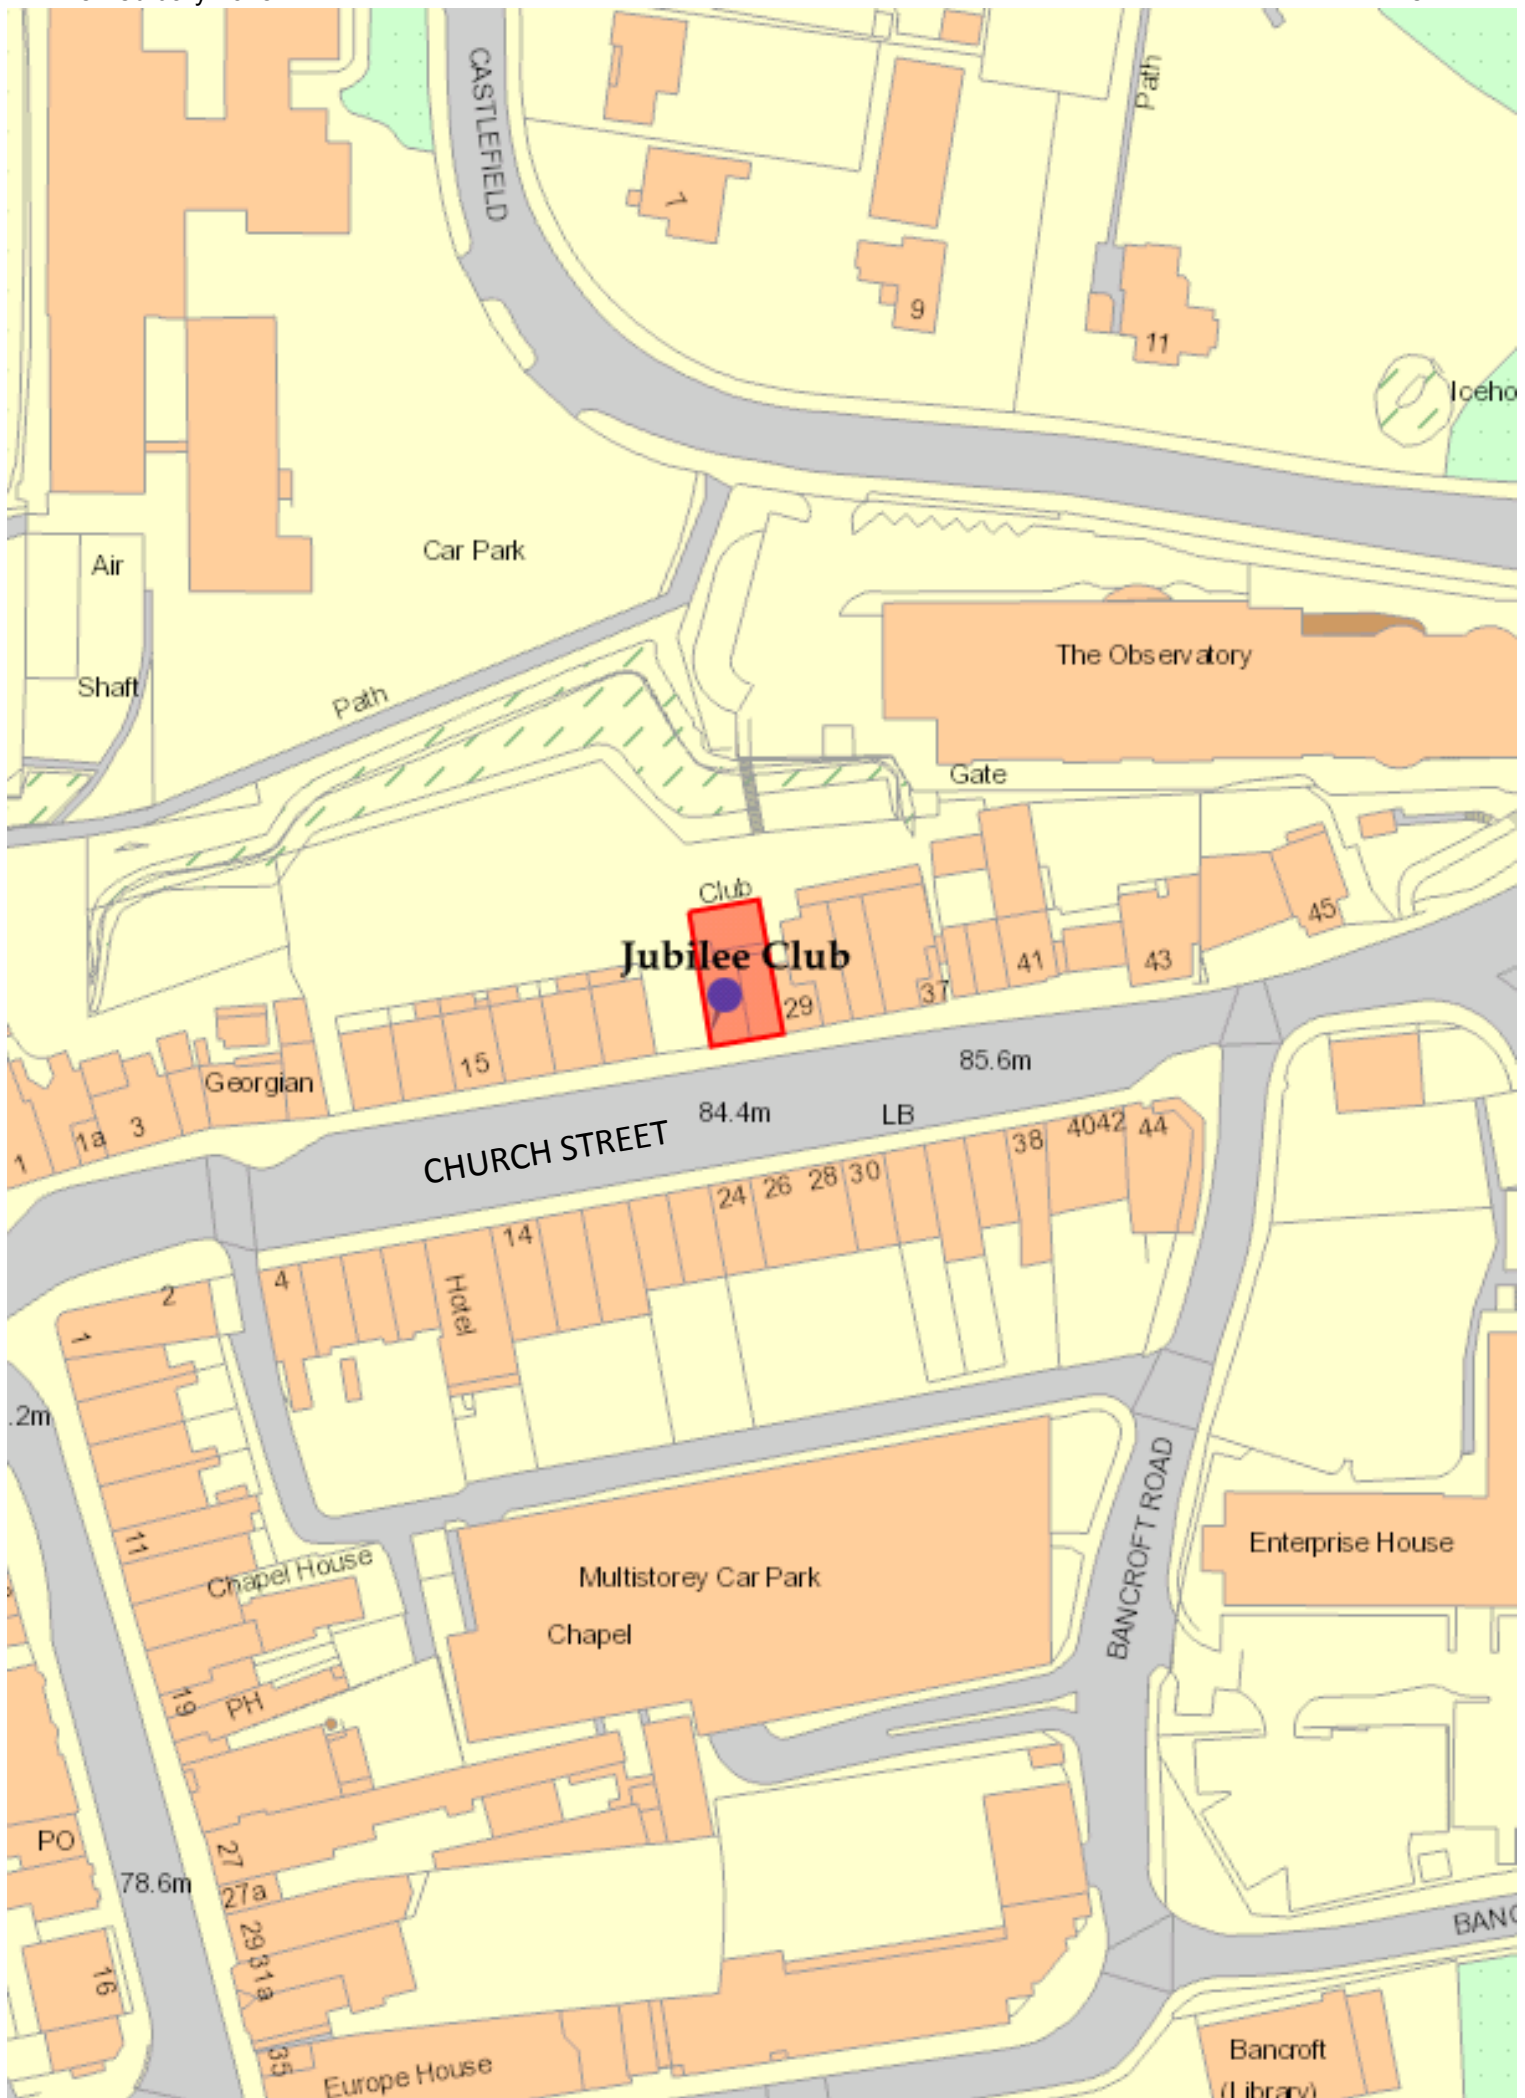 CASTLEFIELD
Path
7
9
11
Iceho
Car Park
Air
Shaft
Path
The Observatory
Gate
Club
Jubilee Club
45
43
41
37
29
15
Georgian
3
1a
1
85.6m
84.4m
LB
CHURCH STREET
44
42
40
38
30
28
26
24
14
4
Hotel
2
1
.2m
11
Chapel House
Multistorey Car Park
Chapel
BANCROFT ROAD
Enterprise House
19
PH
PO
27
78.6m
27a
29
31a
16
35
Europe House
BANC
Bancroft
(Library)